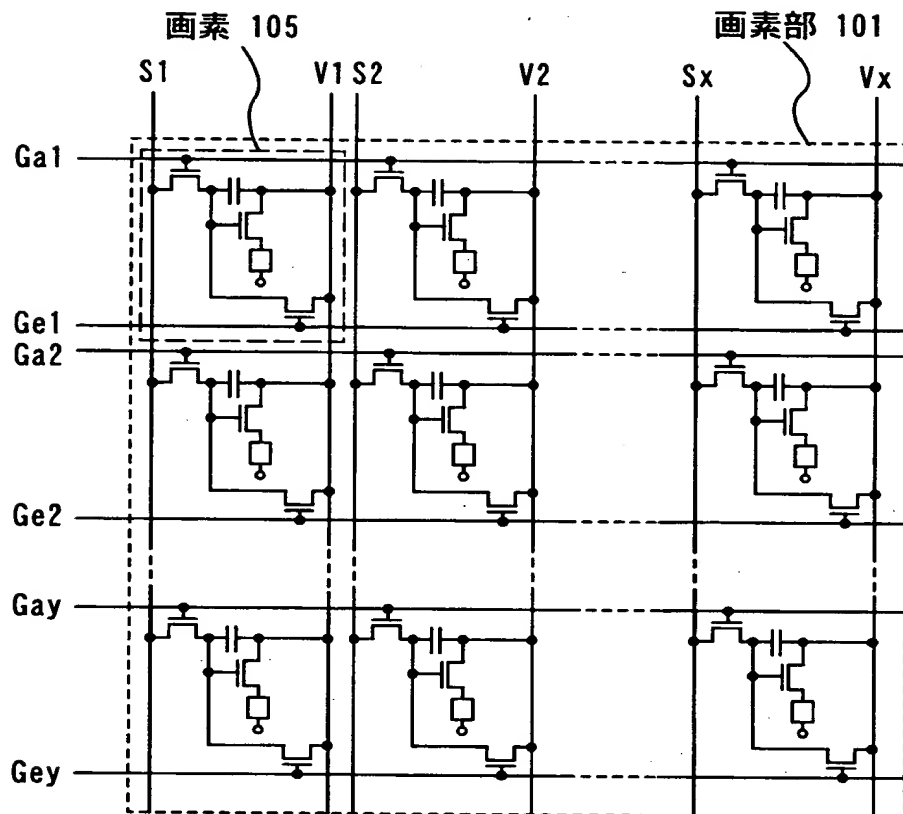 画素 105
画素部 101
S1
V1
S2
V2
Sx
Vx
Ga1
Ge1
Ga2
Ge2
Gay
Gey